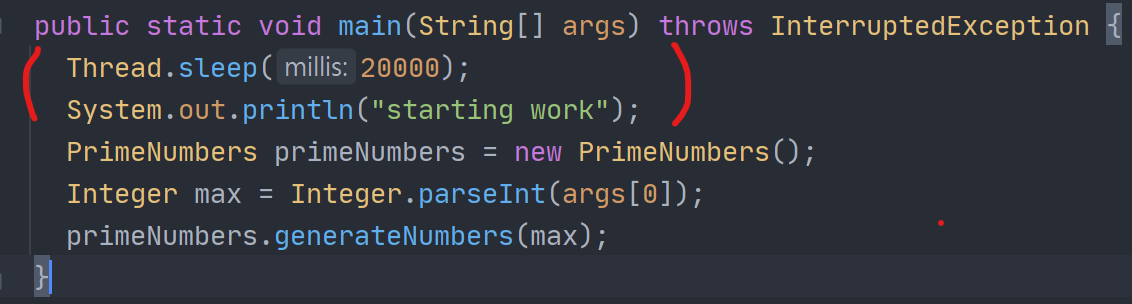 public static void main(String[] args) throws InterruptedException {
Thread.sleep( millis: 20000);
System.out.println("starting work");
PrimeNumbers primeNumbers = new PrimeNumbers();
Integer max = Integer.parseInt(args[0]);
primeNumbers.generateNumbers(max);
}